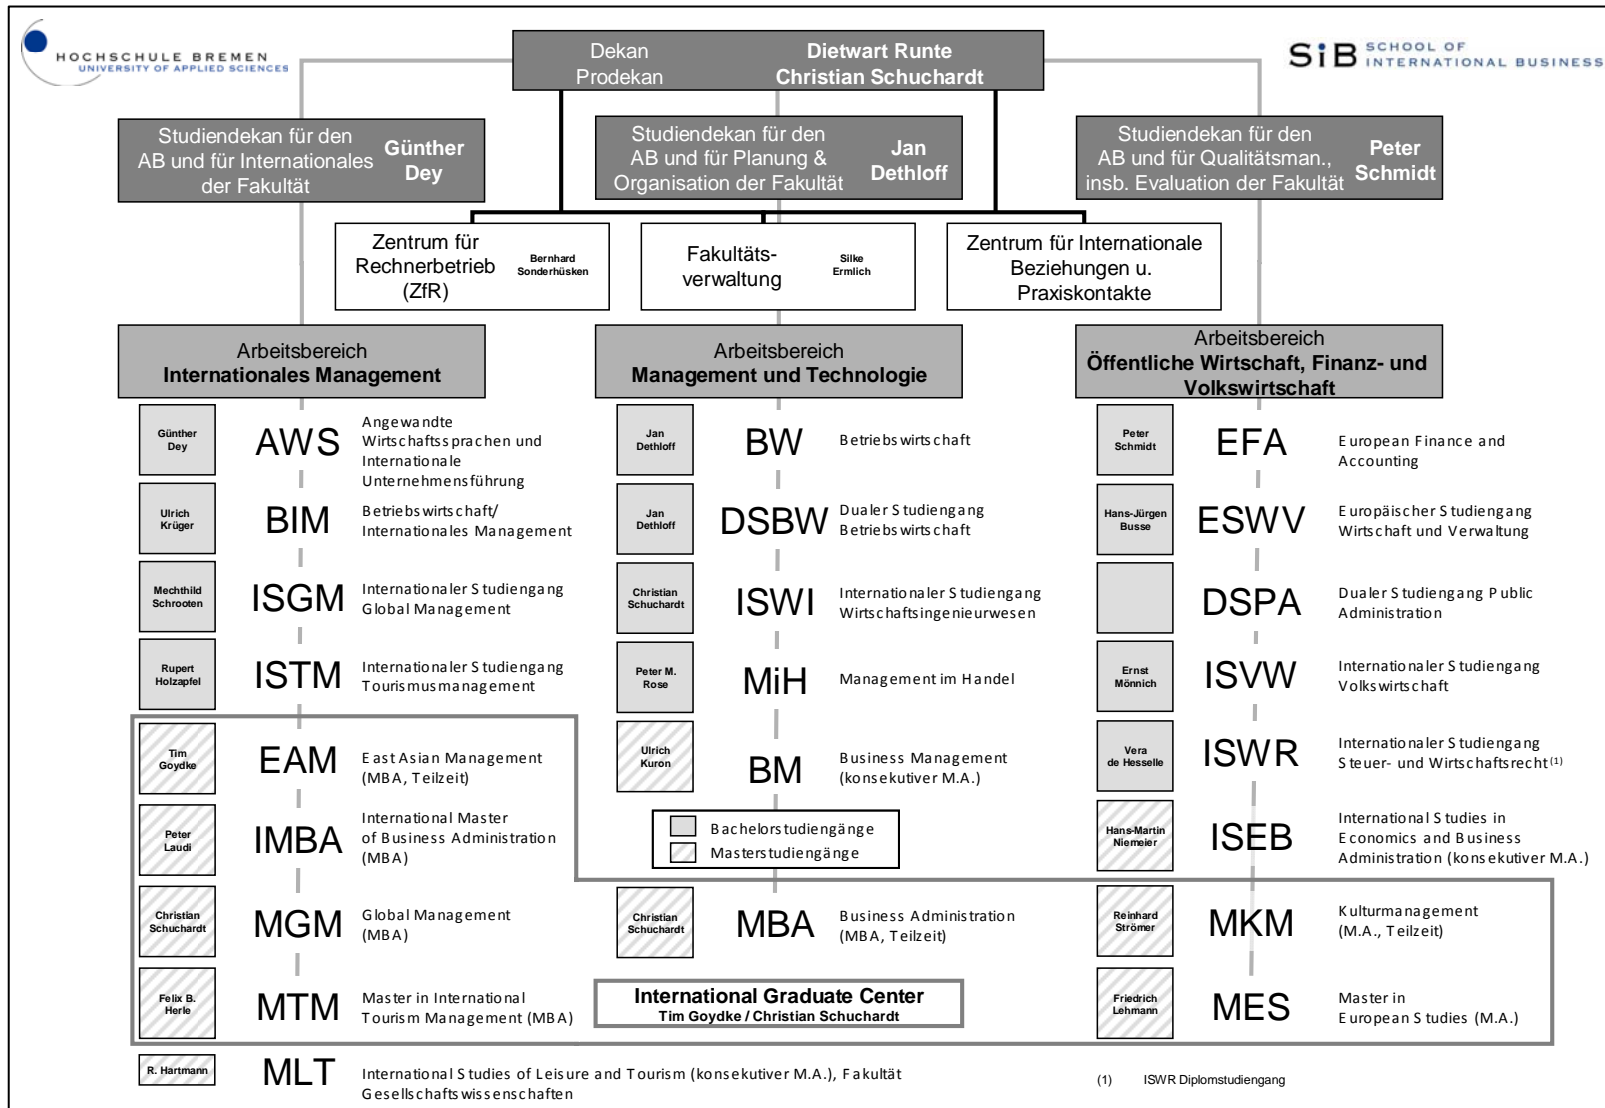 HOCHSCHULE BREMEN
UNIVERSITY OF APPLIED SCIENCES
Dekan
Prodekan
Dietwart Runte
Christian Schuchardt
SiB SCHOOL OF
INTERNATIONAL BUSINESS
Studiendekan für den
AB und für Internationales
der Fakultät
Günther
Dey
Studiendekan für den
AB und für Planung &
Organisation der Fakultät
Jan
Dethloff
Studiendekan für den
AB und für Qualitätsman.,
insb. Evaluation der Fakultät
Peter
Schmidt
Zentrum für
Rechnerbetrieb
(ZfR)
Bernhard
Sonderhüsken
Fakultäts-
verwaltung
Silke
Ermlich
Zentrum für Internationale
Beziehungen u.
Praxiskontakte
Arbeitsbereich
Internationales Management
Arbeitsbereich
Management und Technologie
Arbeitsbereich
Öffentliche Wirtschaft, Finanz- und
Volkswirtschaft
Günther
Dey
AWS
Angewandte
Wirtschaftssprachen und
Internationale
Unternehmensführung
Ulrich
Krüger
BIM
Betriebswirtschaft/
Internationales Management
Mechthild
Schrooten
ISGM
Internationaler Studiengang
Global Management
Rupert
Holzapfel
ISTM
Internationaler Studiengang
Tourismusmanagement
Tim
Goydke
EAM
East Asian Management
(MBA, Teilzeit)
Peter
Laudi
IMBA
International Master
of Business Administration
(MBA)
Christian
Schuchardt
MGM
Global Management
(MBA)
Felix B.
Herle
MTM
Master in International
Tourism Management (MBA)
R. Hartmann
MLT
International Studies of Leisure and Tourism (konsekutiver M.A.), Fakultät
Gesellschaftswissenschaften
Jan
Dethloff
BW
Betriebswirtschaft
Jan
Dethloff
DSBW
Dualer Studiengang
Betriebswirtschaft
Christian
Schuchardt
ISWI
Internationaler Studiengang
Wirtschaftsingenieurwesen
Peter M.
Rose
MiH
Management im Handel
Ulrich
Kuron
BM
Business Management
(konsekutiver M.A.)
Bachelorstudiengänge
Masterstudiengänge
Christian
Schuchardt
MBA
Business Administration
(MBA, Teilzeit)
International Graduate Center
Tim Goydke / Christian Schuchardt
Peter
Schmidt
EFA
European Finance and
Accounting
Hans-Jürgen
Busse
ESWV
Europäischer Studiengang
Wirtschaft und Verwaltung
DSPA
Dualer Studiengang Public
Administration
Ernst
Mönnich
ISVW
Internationaler Studiengang
Volkswirtschaft
Vera
de Hesselle
ISWR
Internationaler Studiengang
Steuer- und Wirtschaftsrecht(1)
Hans-Martin
Niemeier
ISEB
International Studies in
Economics and Business
Administration (konsekutiver M.A.)
Reinhard
Strömer
MKM
Kulturmanagement
(M.A., Teilzeit)
Friedrich
Lehmann
MES
Master in
European Studies (M.A.)
(1) ISWR Diplomstudiengang